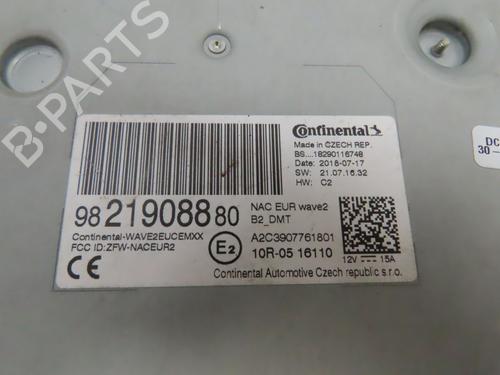 B-PARTS
Continental
Made in CZECH REP.
BS....18290116748
Date: 2018-07-17
SW: 21.07.16.32
HW: C2
98 219088 80
NAC EUR wave2
B2_DMT
Continental-WAVE2EUCEMXX
FCC ID:ZFW-NACEUR2
E2
A2C3907761801
10R-05 16110
12V 15A
Continental Automotive Czech republic s.r.o.
DC
30-